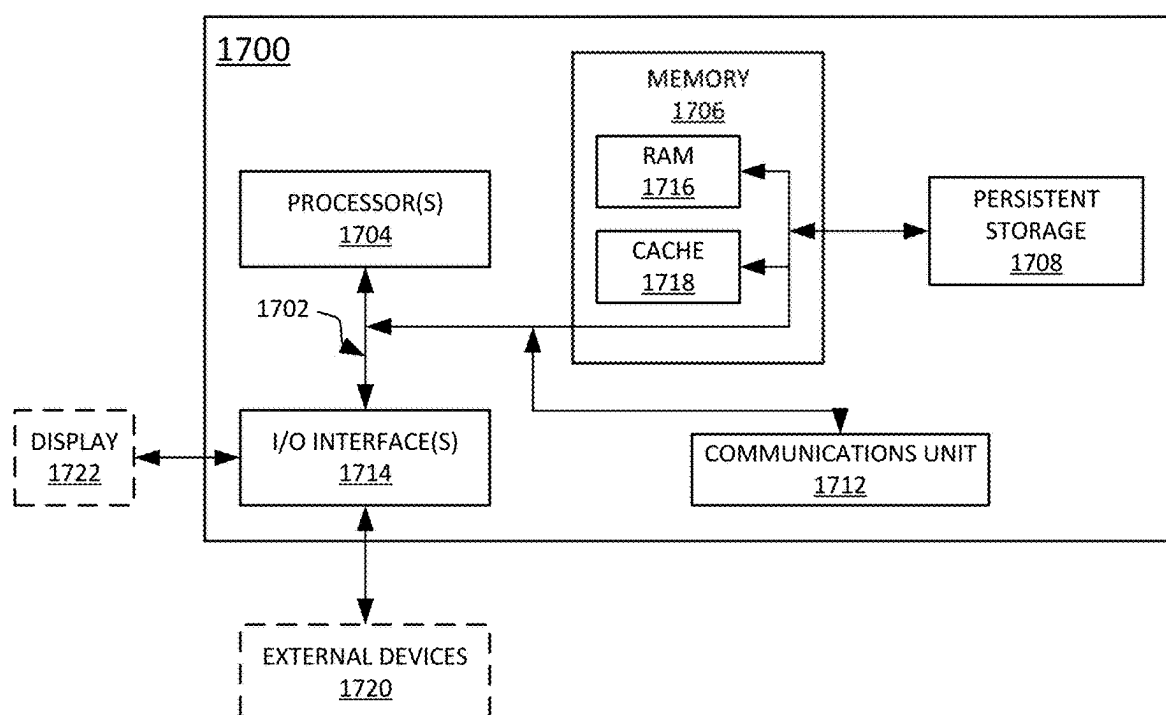 1700
MEMORY
1706
RAM
1716
CACHE
1718
PROCESSOR(S)
1704
PERSISTENT
STORAGE
1708
1702
DISPLAY
1722
I/O INTERFACE(S)
1714
COMMUNICATIONS UNIT
1712
EXTERNAL DEVICES
1720